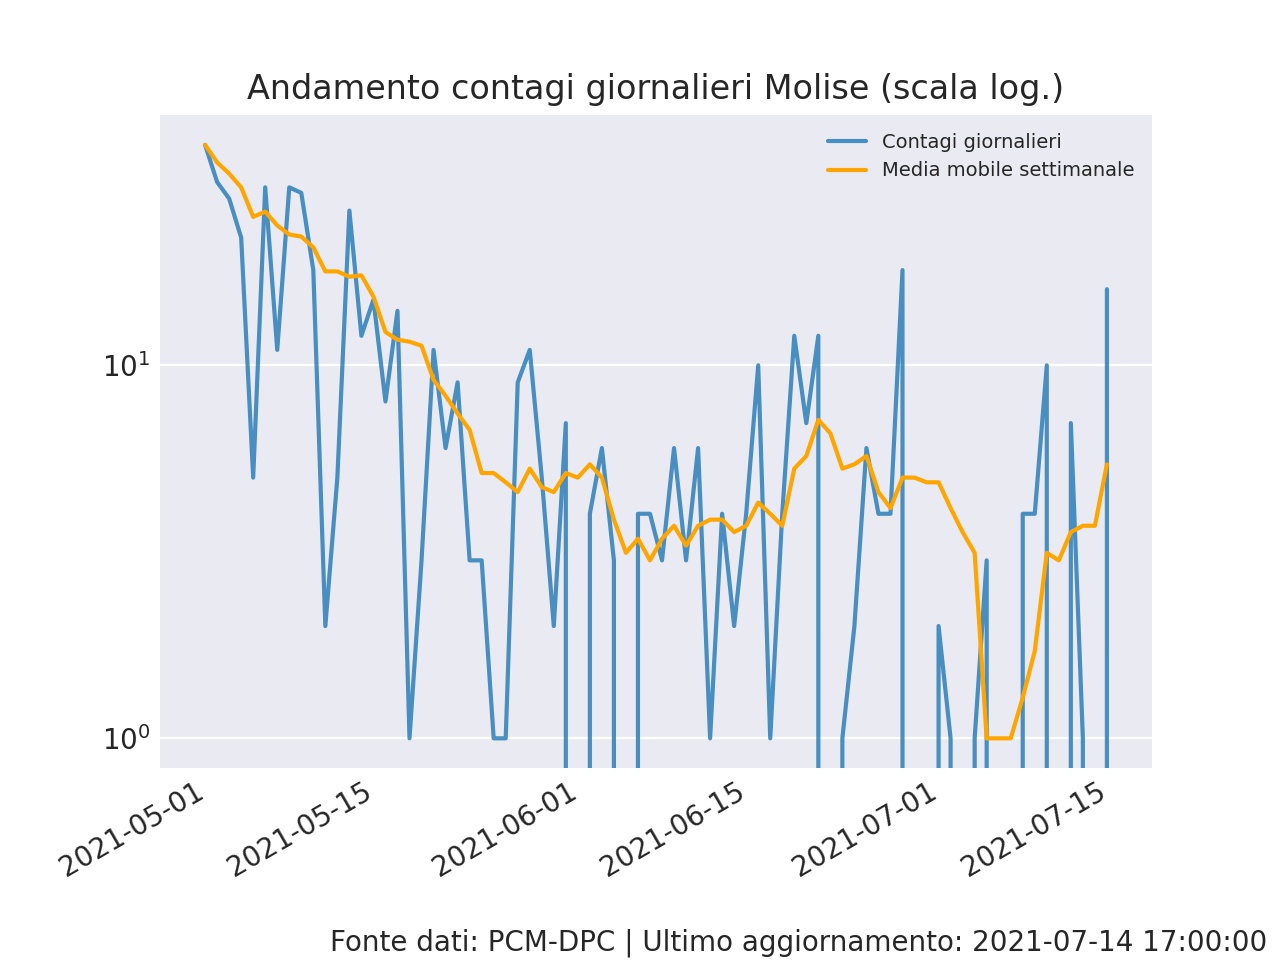 Andamento contagi giornalieri Molise (scala log.)
Contagi giornalieri
Media mobile settimanale
10¹
10⁰
2021-05-01
2021-05-15
2021-06-01
2021-06-15
2021-07-01
2021-07-15
Fonte dati: PCM-DPC | Ultimo aggiornamento: 2021-07-14 17:00:00